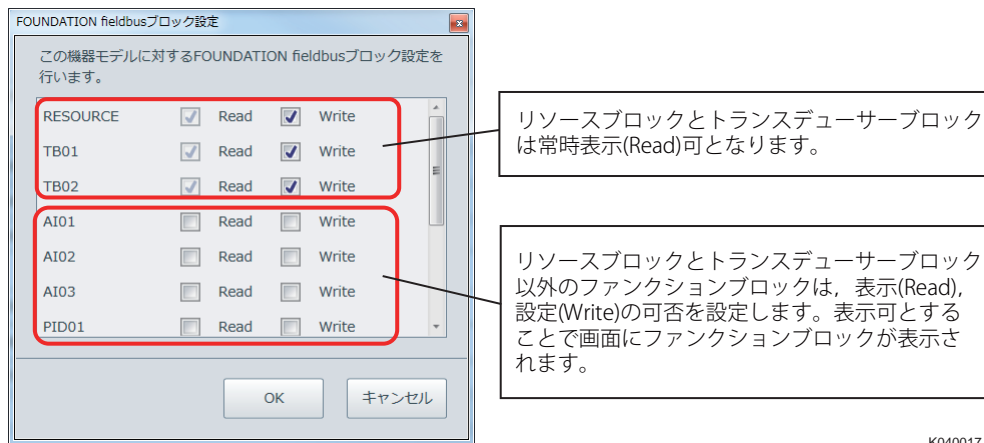 FOUNDATION fieldbusブロック設定
この機器モデルに対するFOUNDATION fieldbusブロック設定を
行います。
RESOURCE Read Write
TB01 Read Write
TB02 Read Write
AI01 Read Write
AI02 Read Write
AI03 Read Write
PID01 Read Write
OK キャンセル
リソースブロックとトランスデューサーブロック
は常時表示(Read)可となります。
リソースブロックとトランスデューサーブロック
以外のファンクションブロックは，表示(Read),
設定(Write)の可否を設定します。表示可とする
ことで画面にファンクションブロックが表示さ
れます。